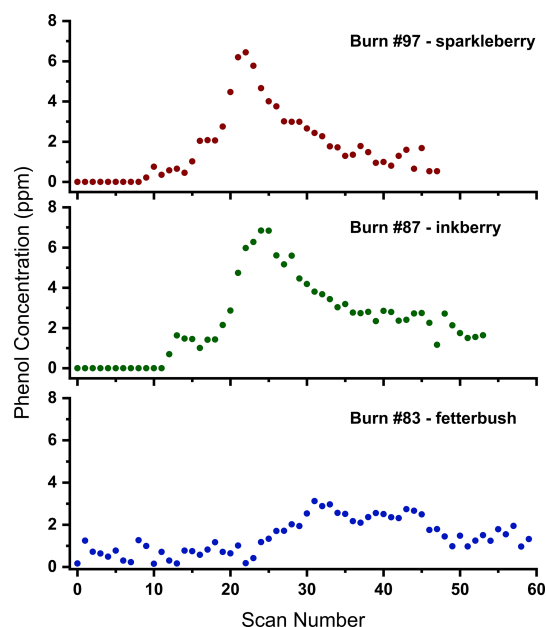 Burn #97 - sparkleberry
8
6
4
2
0
Burn #87 - inkberry
8
6
4
2
0
Burn #83 - fetterbush
8
6
4
2
0
0 10 20 30 40 50 60
Phenol Concentration (ppm)
Scan Number